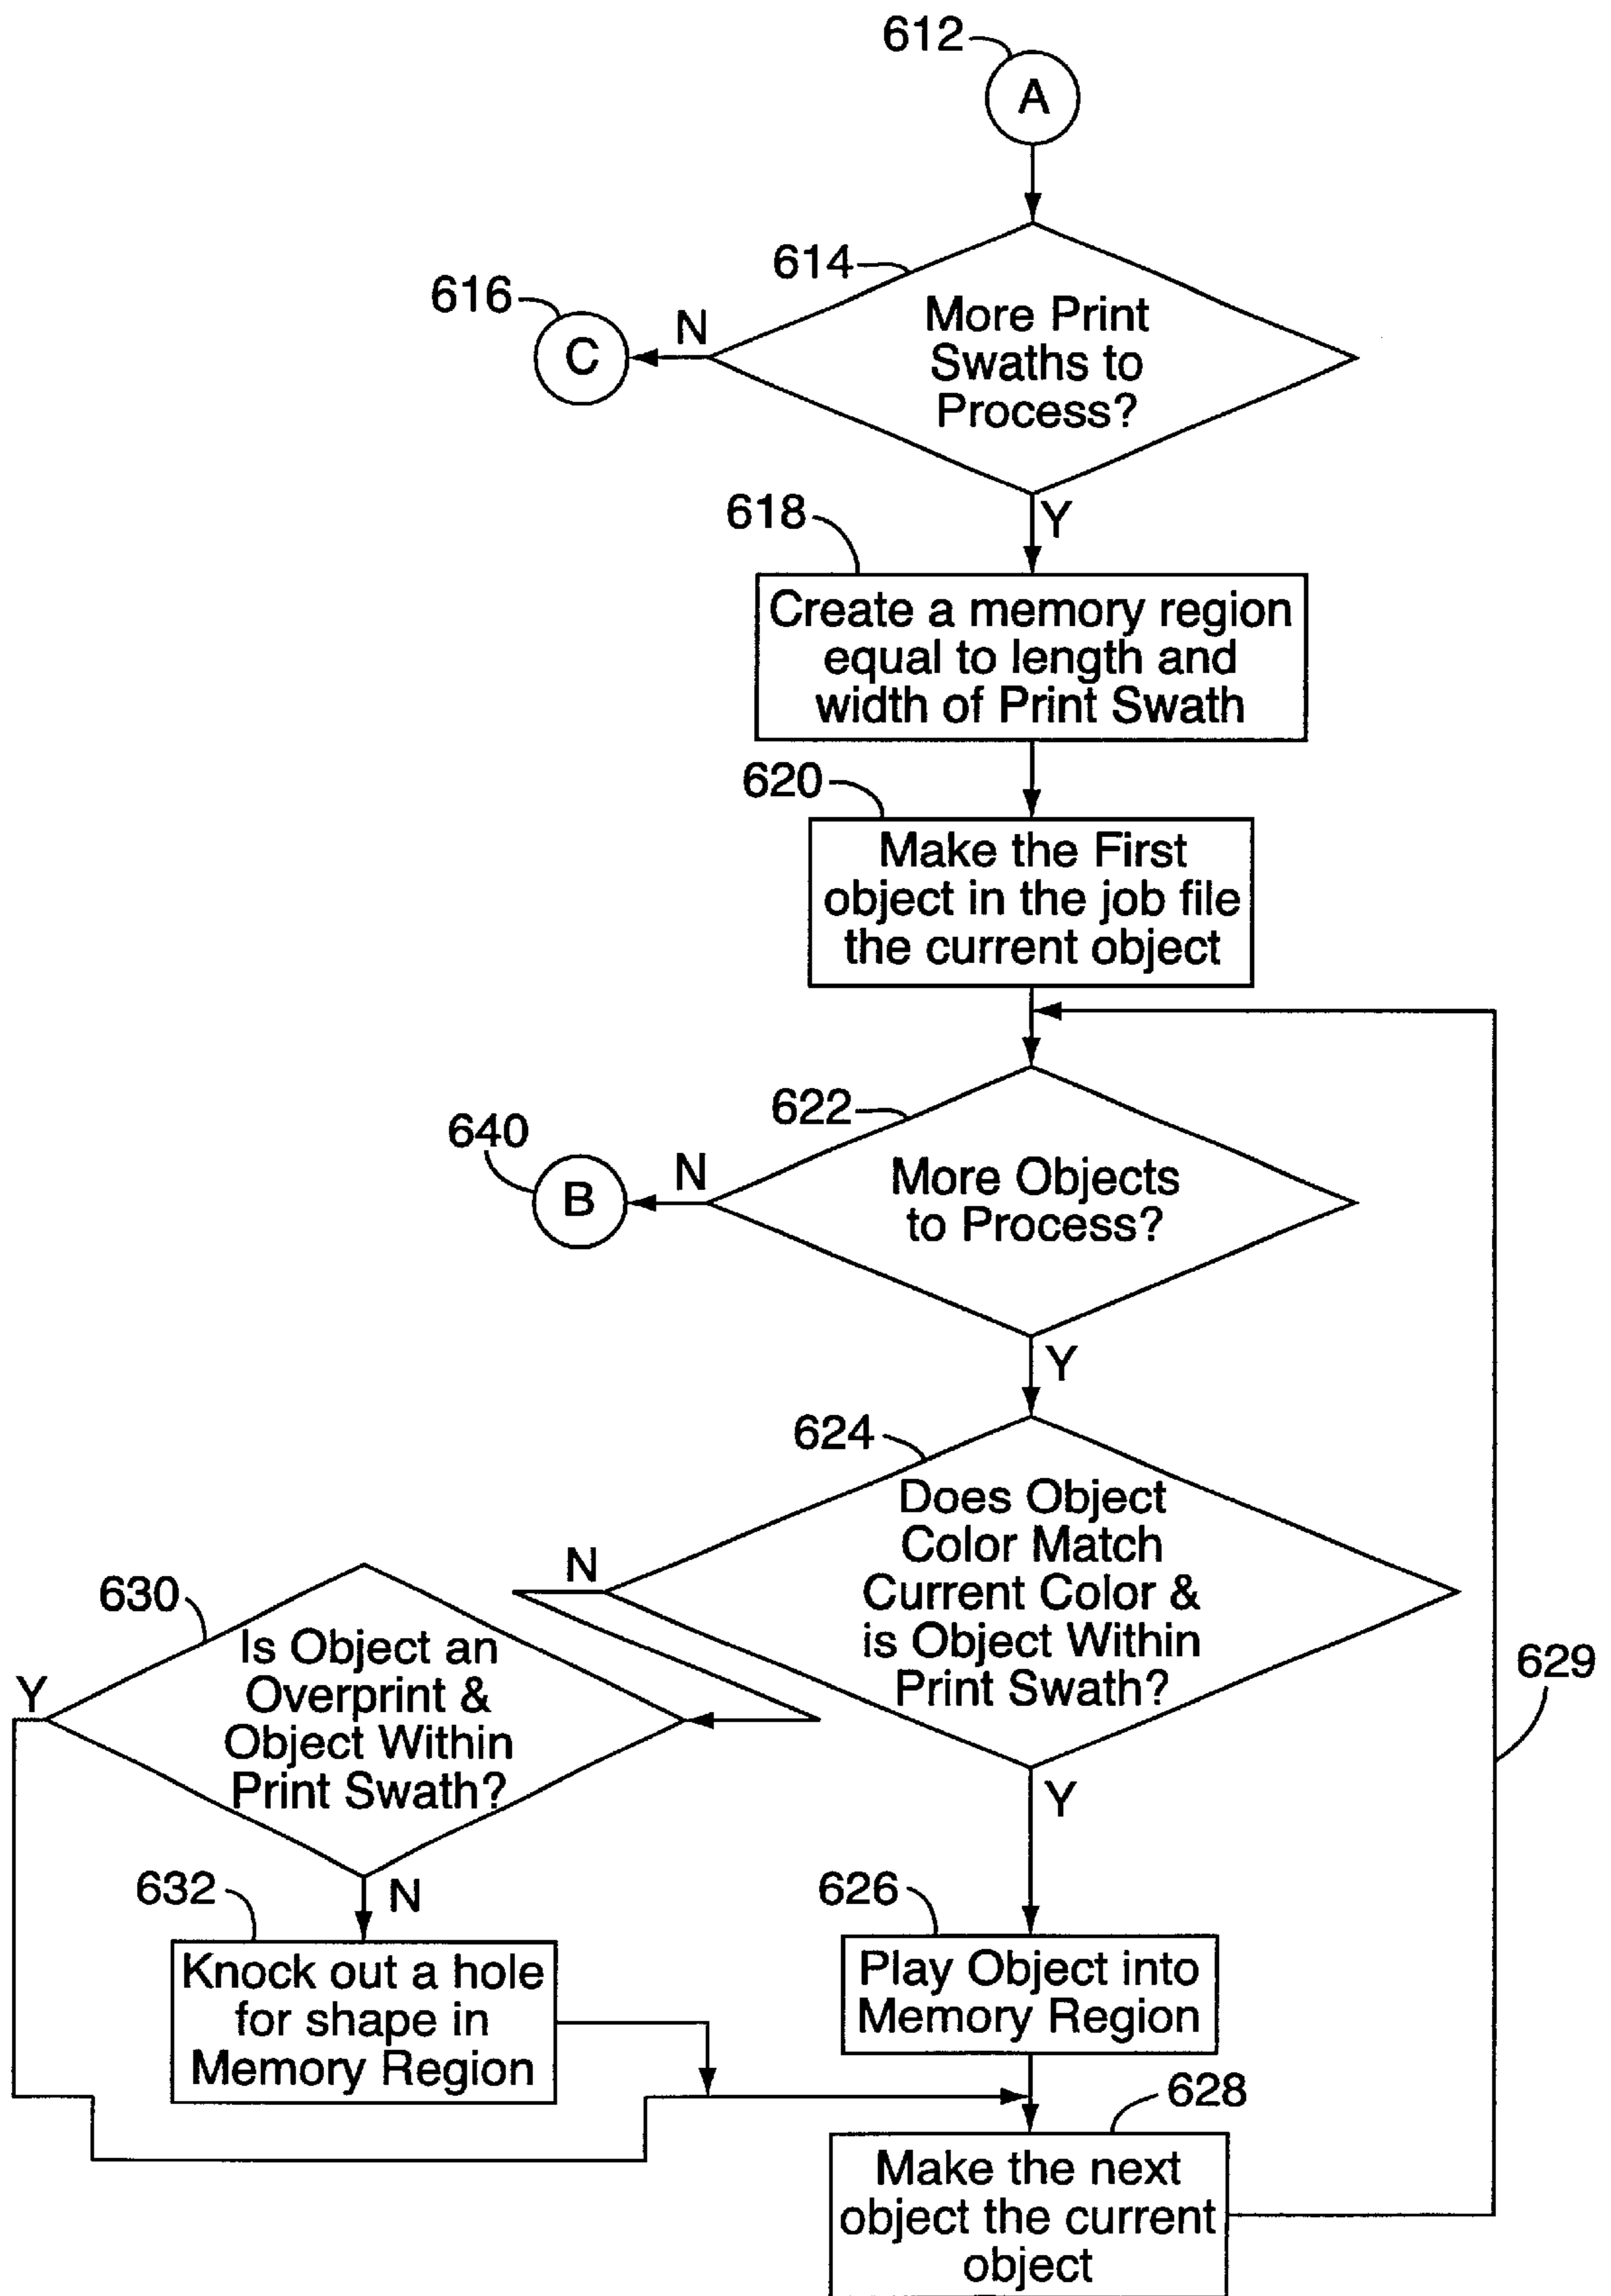 612
A
614
More Print
Swaths to
Process?
616
C
N
Y
618
Create a memory region
equal to length and
width of Print Swath
620
Make the First
object in the job file
the current object
622
More Objects
to Process?
640
B
N
Y
624
Does Object
Color Match
Current Color &
is Object Within
Print Swath?
N
630
Is Object an
Overprint &
Object Within
Print Swath?
Y
629
Y
N
632
Knock out a hole
for shape in
Memory Region
626
Play Object into
Memory Region
628
Make the next
object the current
object